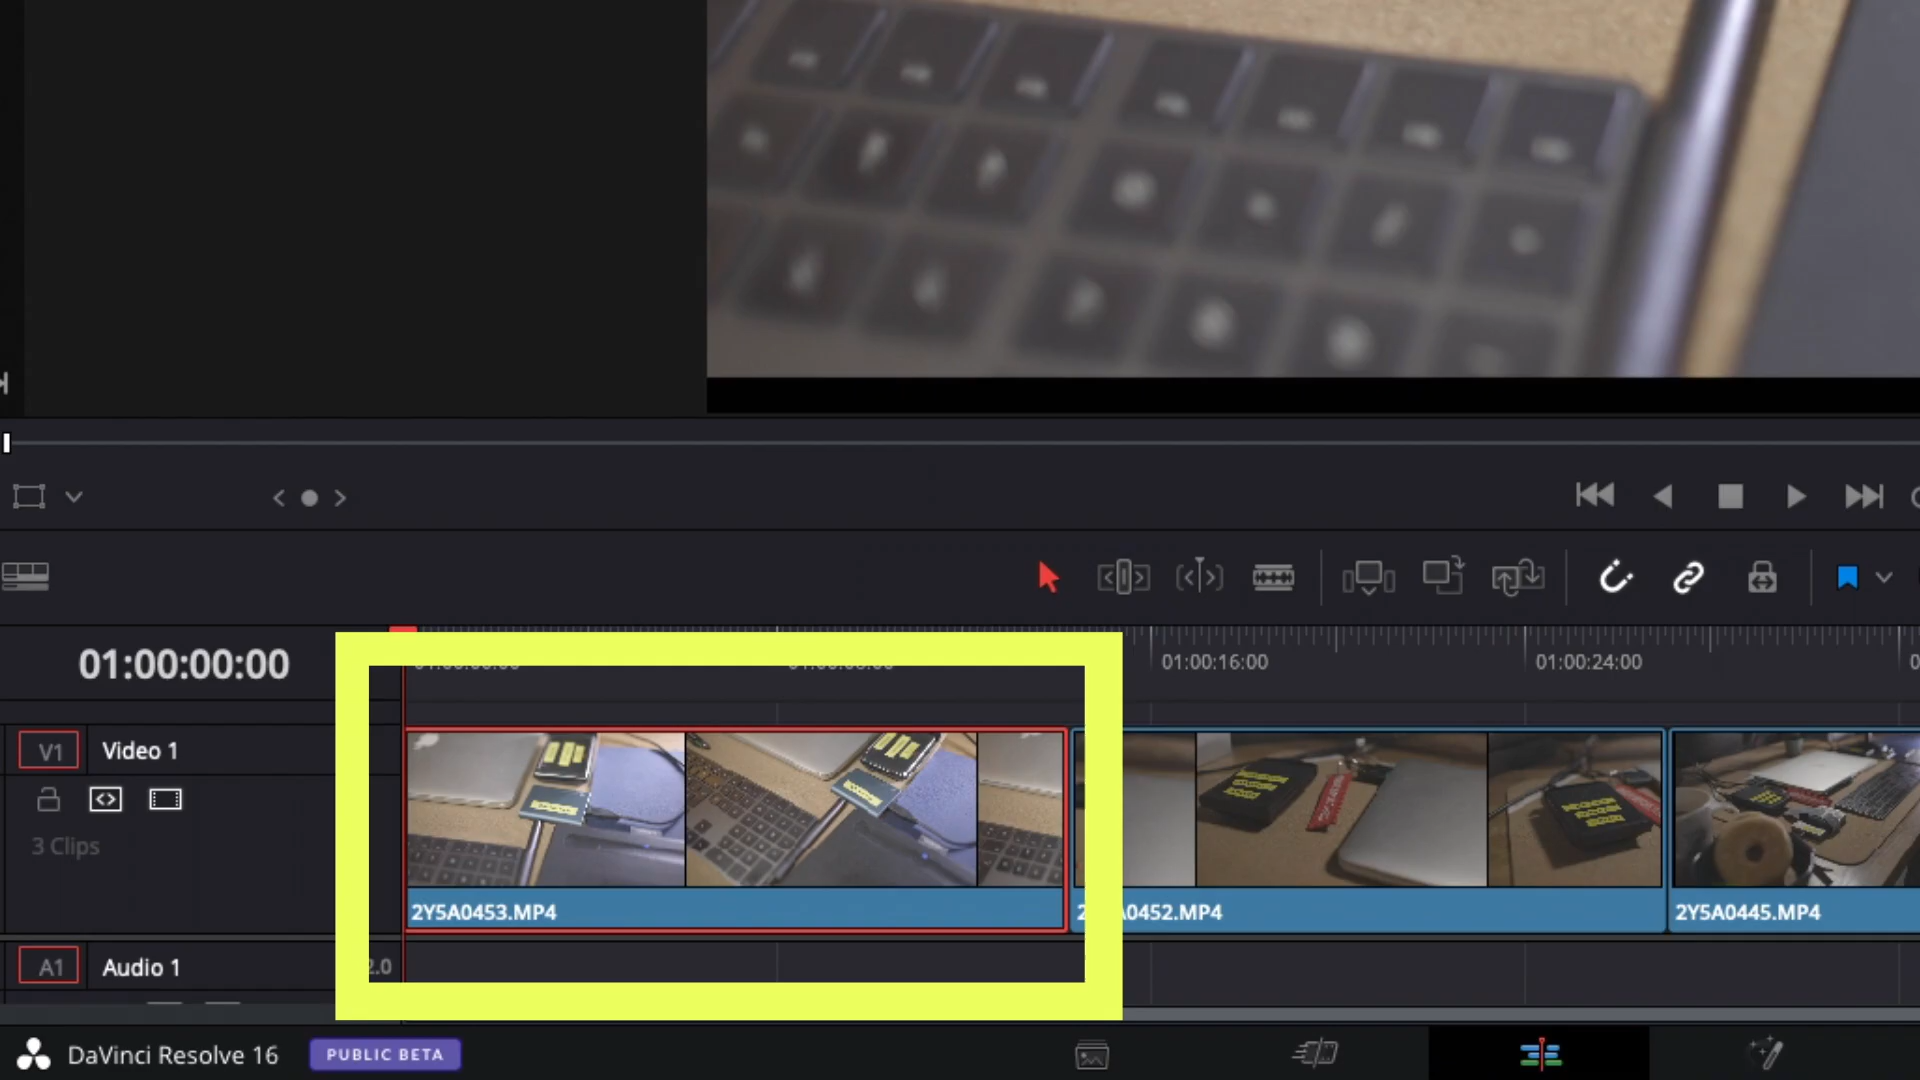 01:00:00:00
01:00:16:00
01:00:24:00
V1
Video 1
3 Clips
2Y5A0453.MP4
A0452.MP4
2Y5A0445.MP4
A1
Audio 1
2.0
DaVinci Resolve 16
PUBLIC BETA